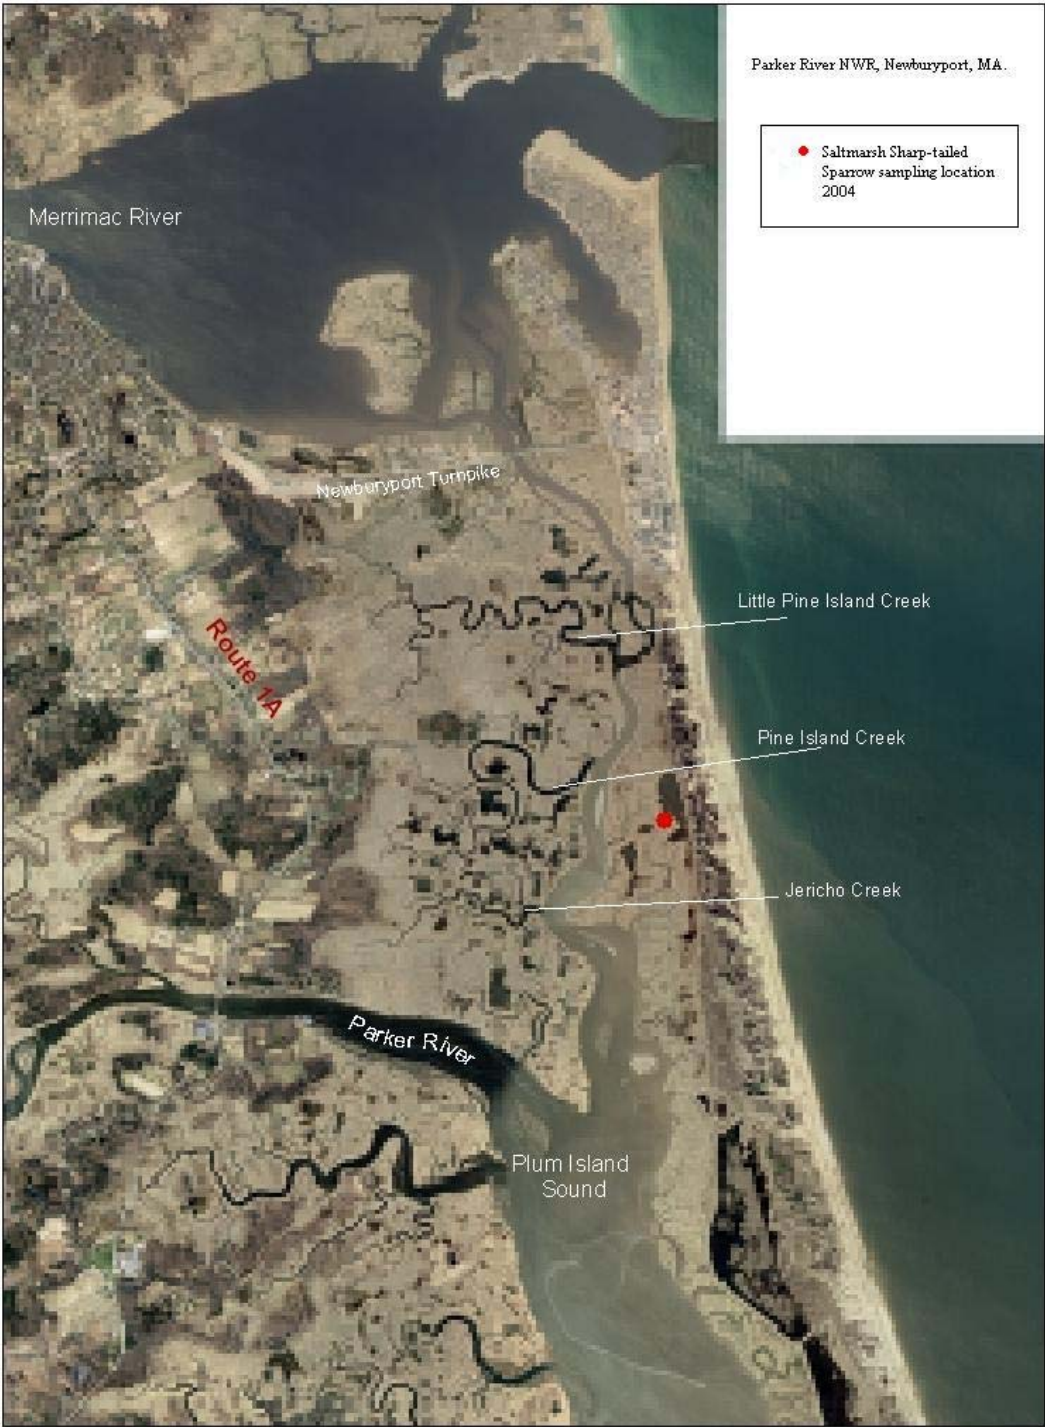 Parker River NWR, Newburyport, MA.
Saltmarsh Sharp-tailed
Sparrow sampling location
2004
Merrimac River
Newburyport Turnpike
Little Pine Island Creek
Route 1A
Pine Island Creek
Jericho Creek
Parker River
Plum Island
Sound